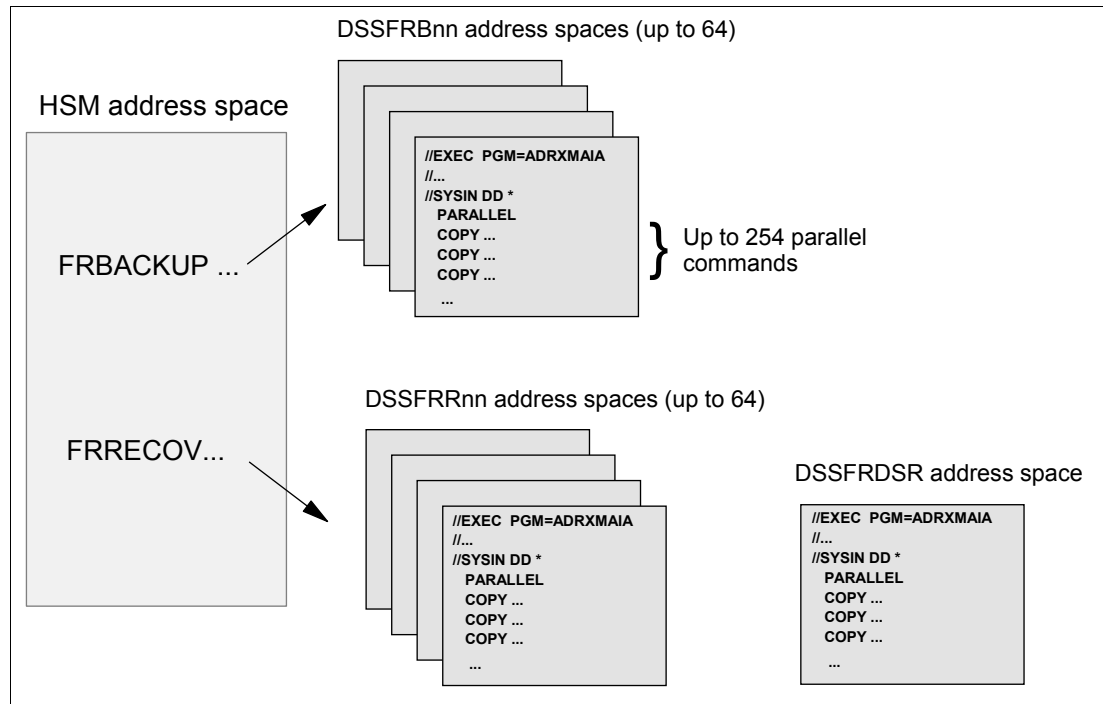 DSSFRBnn address spaces (up to 64)
HSM address space
//EXEC PGM=ADRXMAIA
//...
//SYSIN DD *
PARALLEL
COPY ...
COPY ...
COPY ...
...
} Up to 254 parallel
commands
FRBACKUP ...
DSSFRRnn address spaces (up to 64)
FRRECOV...
//EXEC PGM=ADRXMAIA
//...
//SYSIN DD *
PARALLEL
COPY ...
COPY ...
COPY ...
...
DSSFRDSR address space
//EXEC PGM=ADRXMAIA
//...
//SYSIN DD *
PARALLEL
COPY ...
COPY ...
COPY ...
...